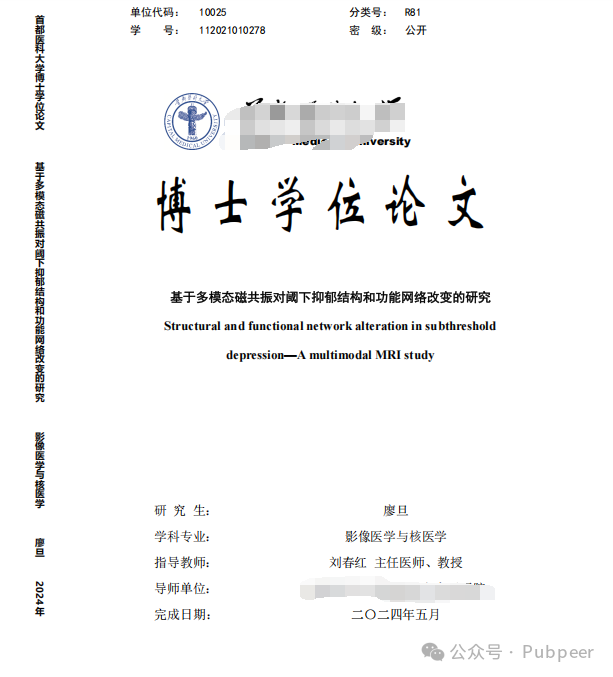 单位代码： 10025 分类号： R81
学 号： 112021010278 密 级： 公开
CAPITAL MEDICAL UNIVERSITY
1960
博士学位论文
基于多模态磁共振对阈下抑郁结构和功能网络改变的研究
Structural and functional network alteration in subthreshold
depression—A multimodal MRI study
研 究 生： 廖旦
学科专业： 影像医学与核医学
指导教师： 刘春红 主任医师、教授
导师单位：
完成日期： 二〇二四年五月
首都医科大学博士学位论文 基于多模态磁共振对阈下抑郁结构和功能网络改变的研究 影像医学与核医学 廖旦 2024年
公众号 · Pubpeer